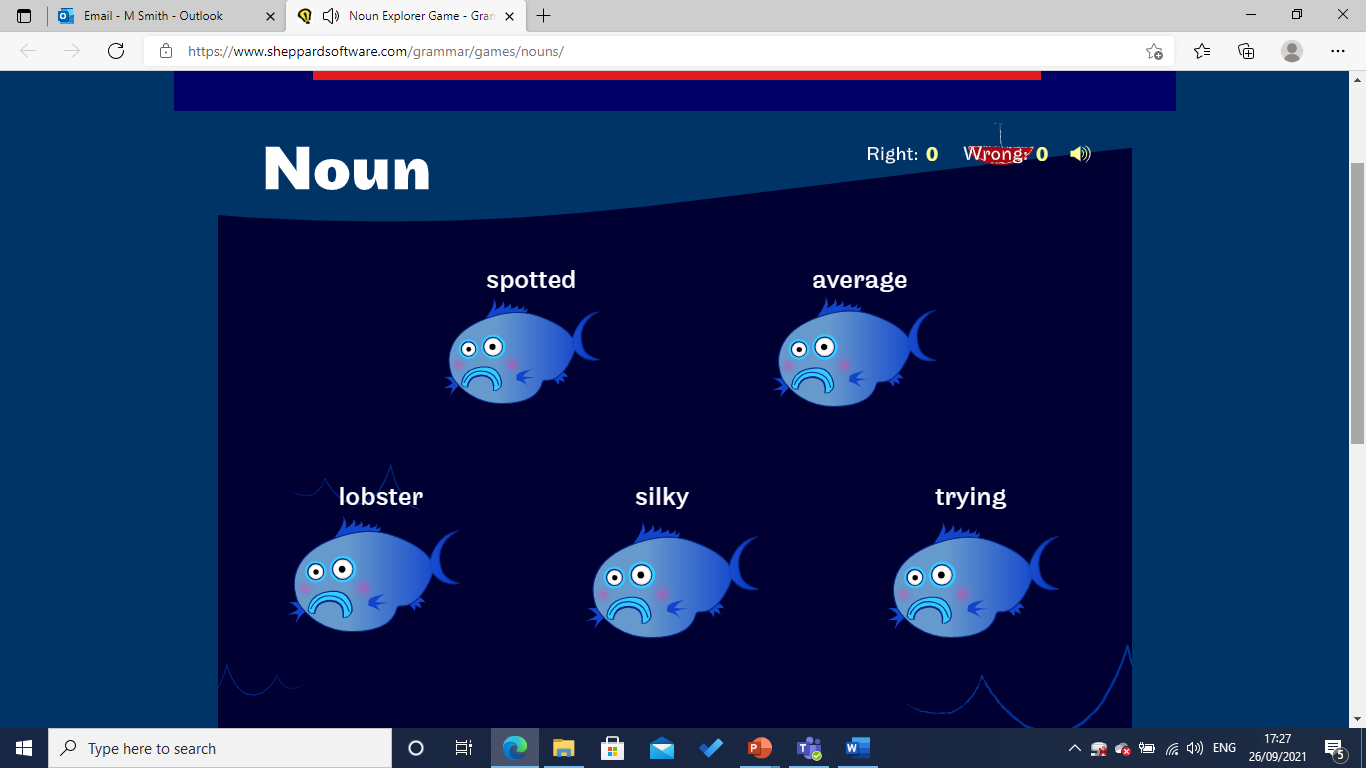 Email - M Smith - Outlook
Noun Explorer Game - Gran
https://www.sheppardsoftware.com/grammar/games/nouns/
Noun
Right: 0 Wrong: 0
spotted average
lobster silky trying
Type here to search
ENG
17:27
26/09/2021
5